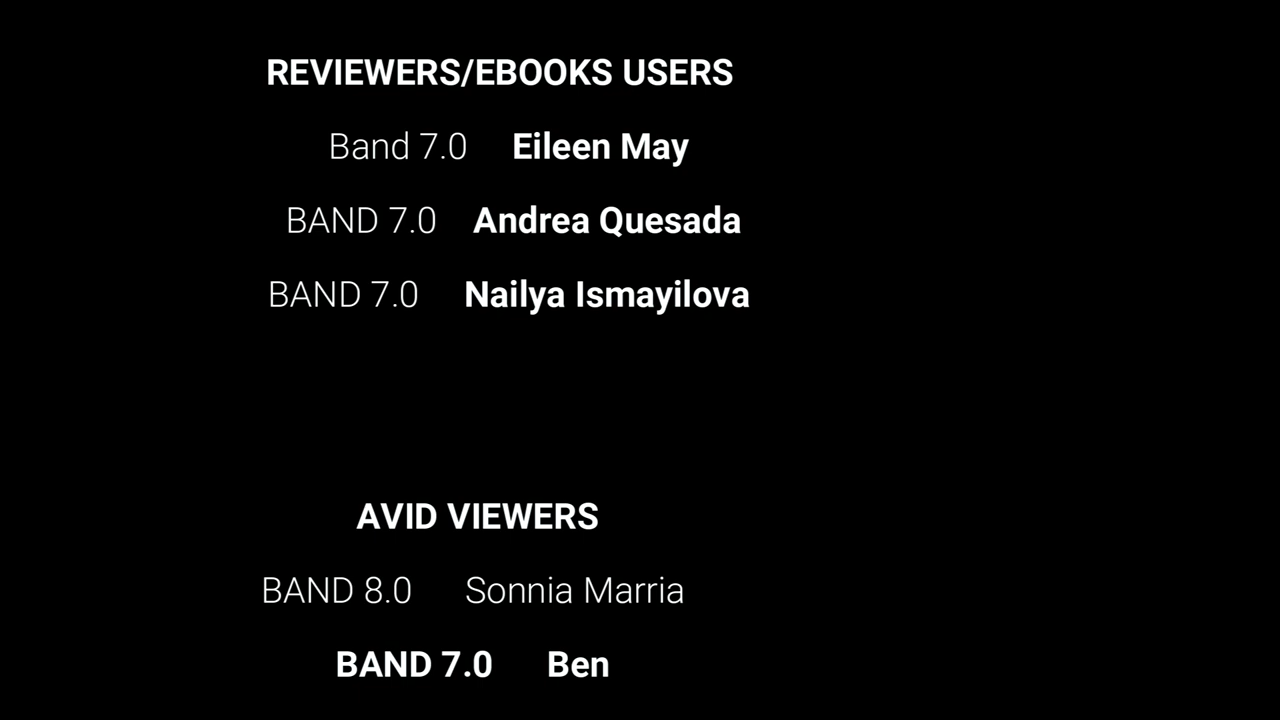 REVIEWERS/EBOOKS USERS
Band 7.0 Eileen May
BAND 7.0 Andrea Quesada
BAND 7.0 Nailya Ismayilova
AVID VIEWERS
BAND 8.0 Sonnia Marria
BAND 7.0 Ben